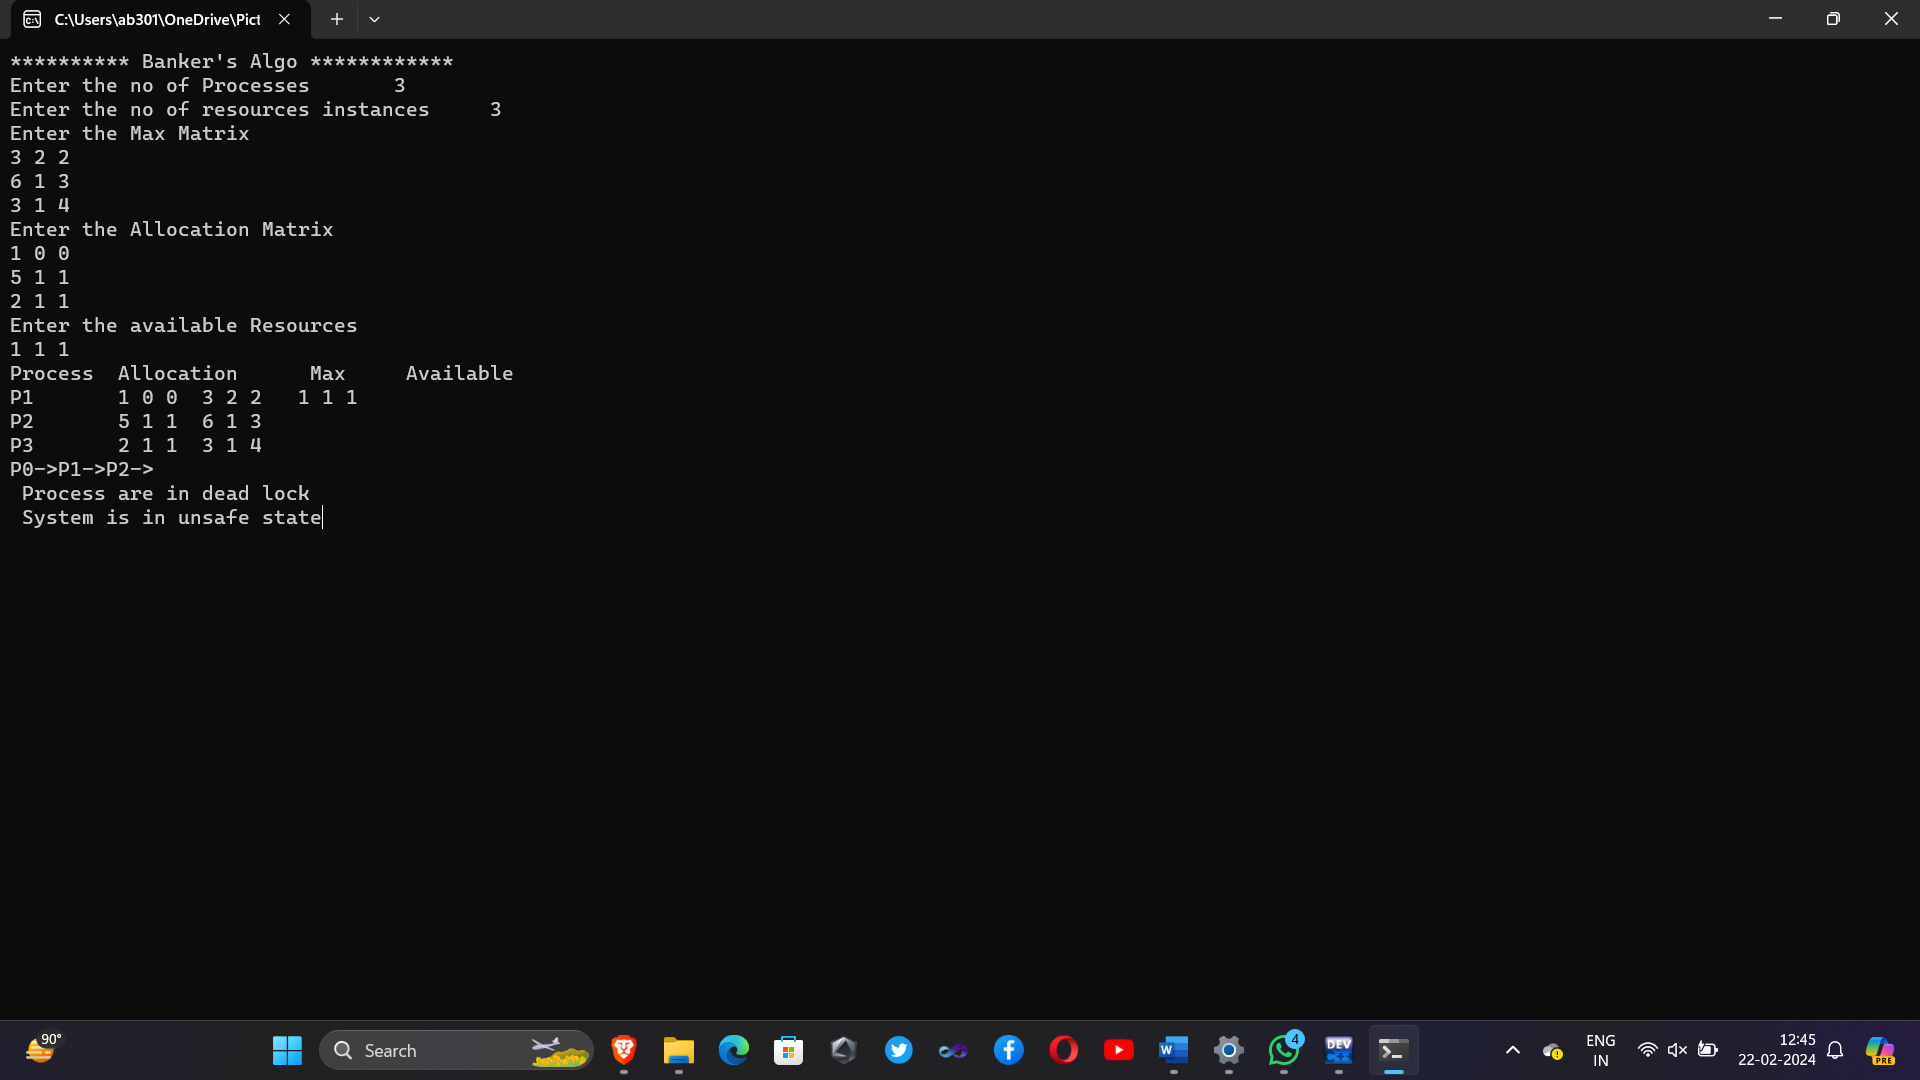 C:\Users\ab301\OneDrive\Pict
********** Banker's Algo ************
Enter the no of Processes       3
Enter the no of resources instances     3
Enter the Max Matrix
3 2 2
6 1 3
3 1 4
Enter the Allocation Matrix
1 0 0
5 1 1
2 1 1
Enter the available Resources
1 1 1
Process  Allocation      Max     Available
P1       1 0 0  3 2 2   1 1 1
P2       5 1 1  6 1 3
P3       2 1 1  3 1 4
P0->P1->P2->
 Process are in dead lock
 System is in unsafe state
90°
Search
W
4
DEV
C++
ENG
IN
12:45
22-02-2024
PRE